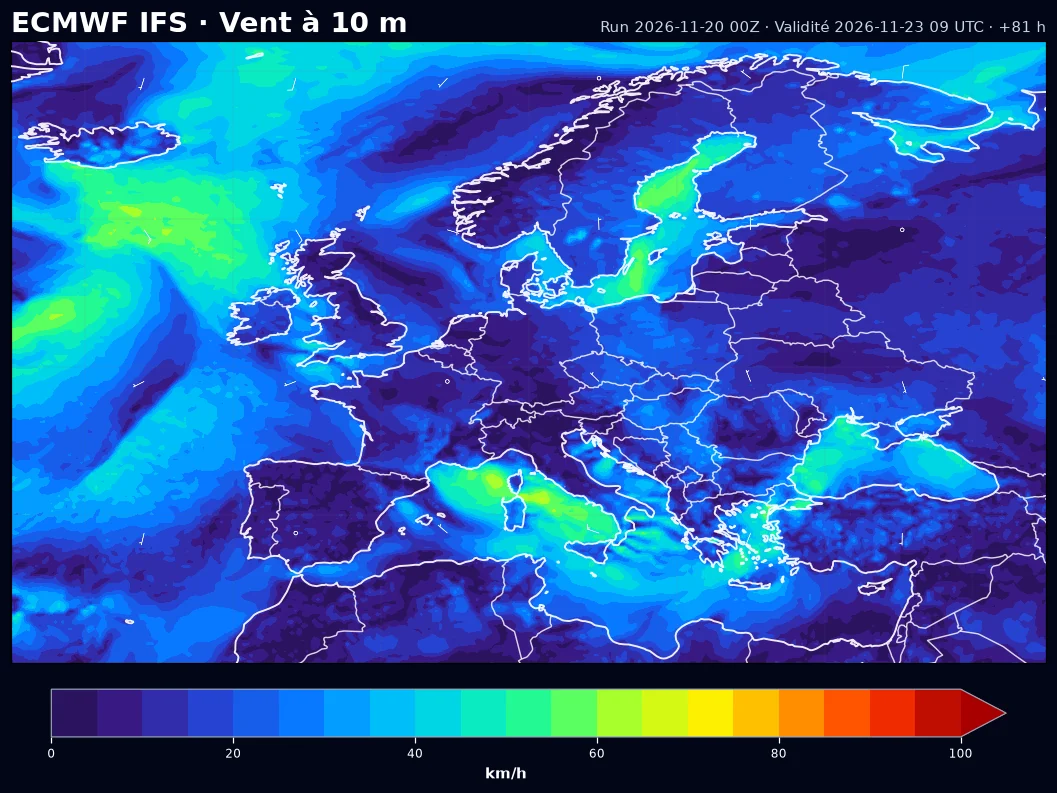 ECMWF IFS · Vent à 10 m
Run 2026-11-20 00Z · Validité 2026-11-23 09 UTC · +81 h
0 20 40 60 80 100
km/h